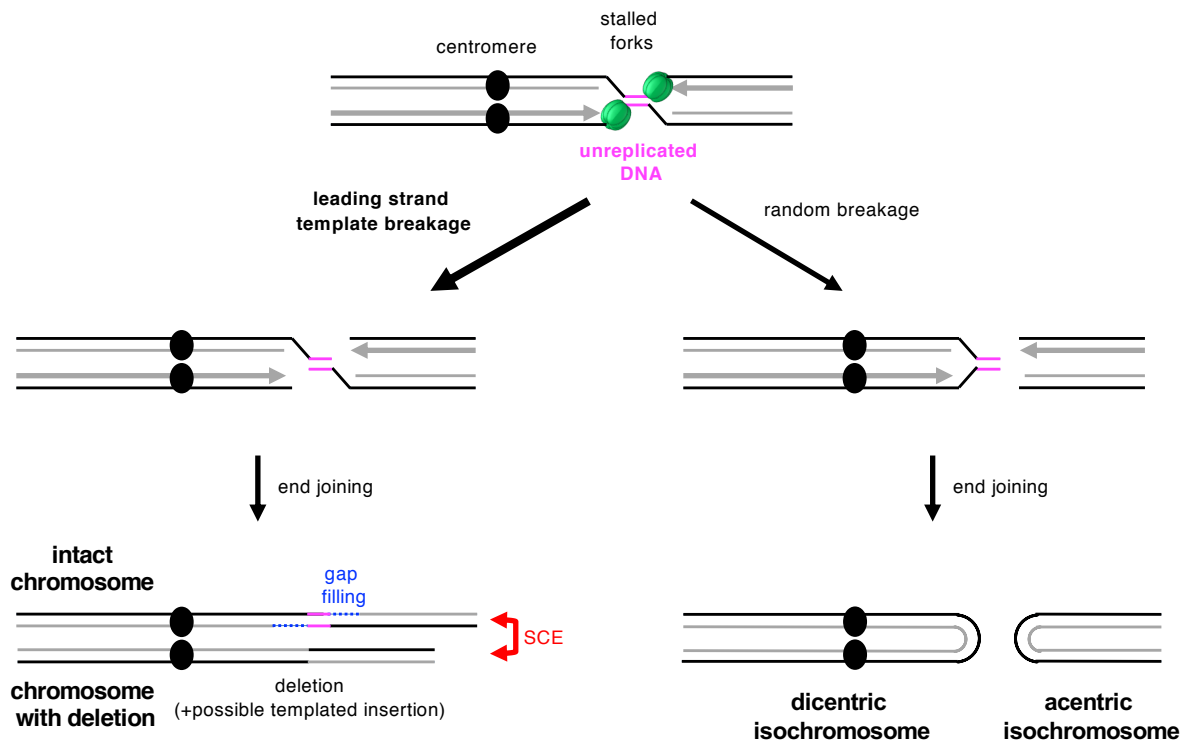 stalled
forks
centromere
unreplicated
DNA
leading strand
template breakage
random breakage
end joining
end joining
intact
chromosome
gap
filling
SCE
chromosome
with deletion
deletion
(+possible templated insertion)
dicentric
isochromosome
acentric
isochromosome